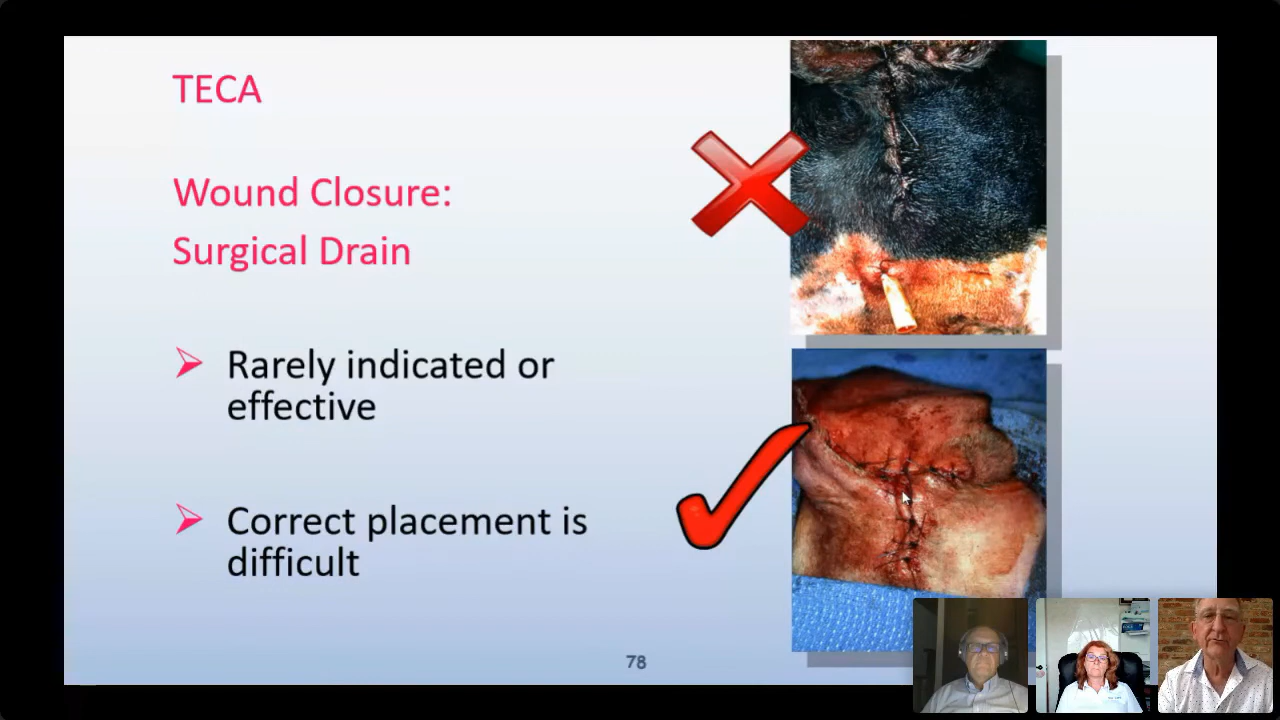 TECA
Wound Closure:
Surgical Drain
Rarely indicated or
effective
Correct placement is
difficult
78